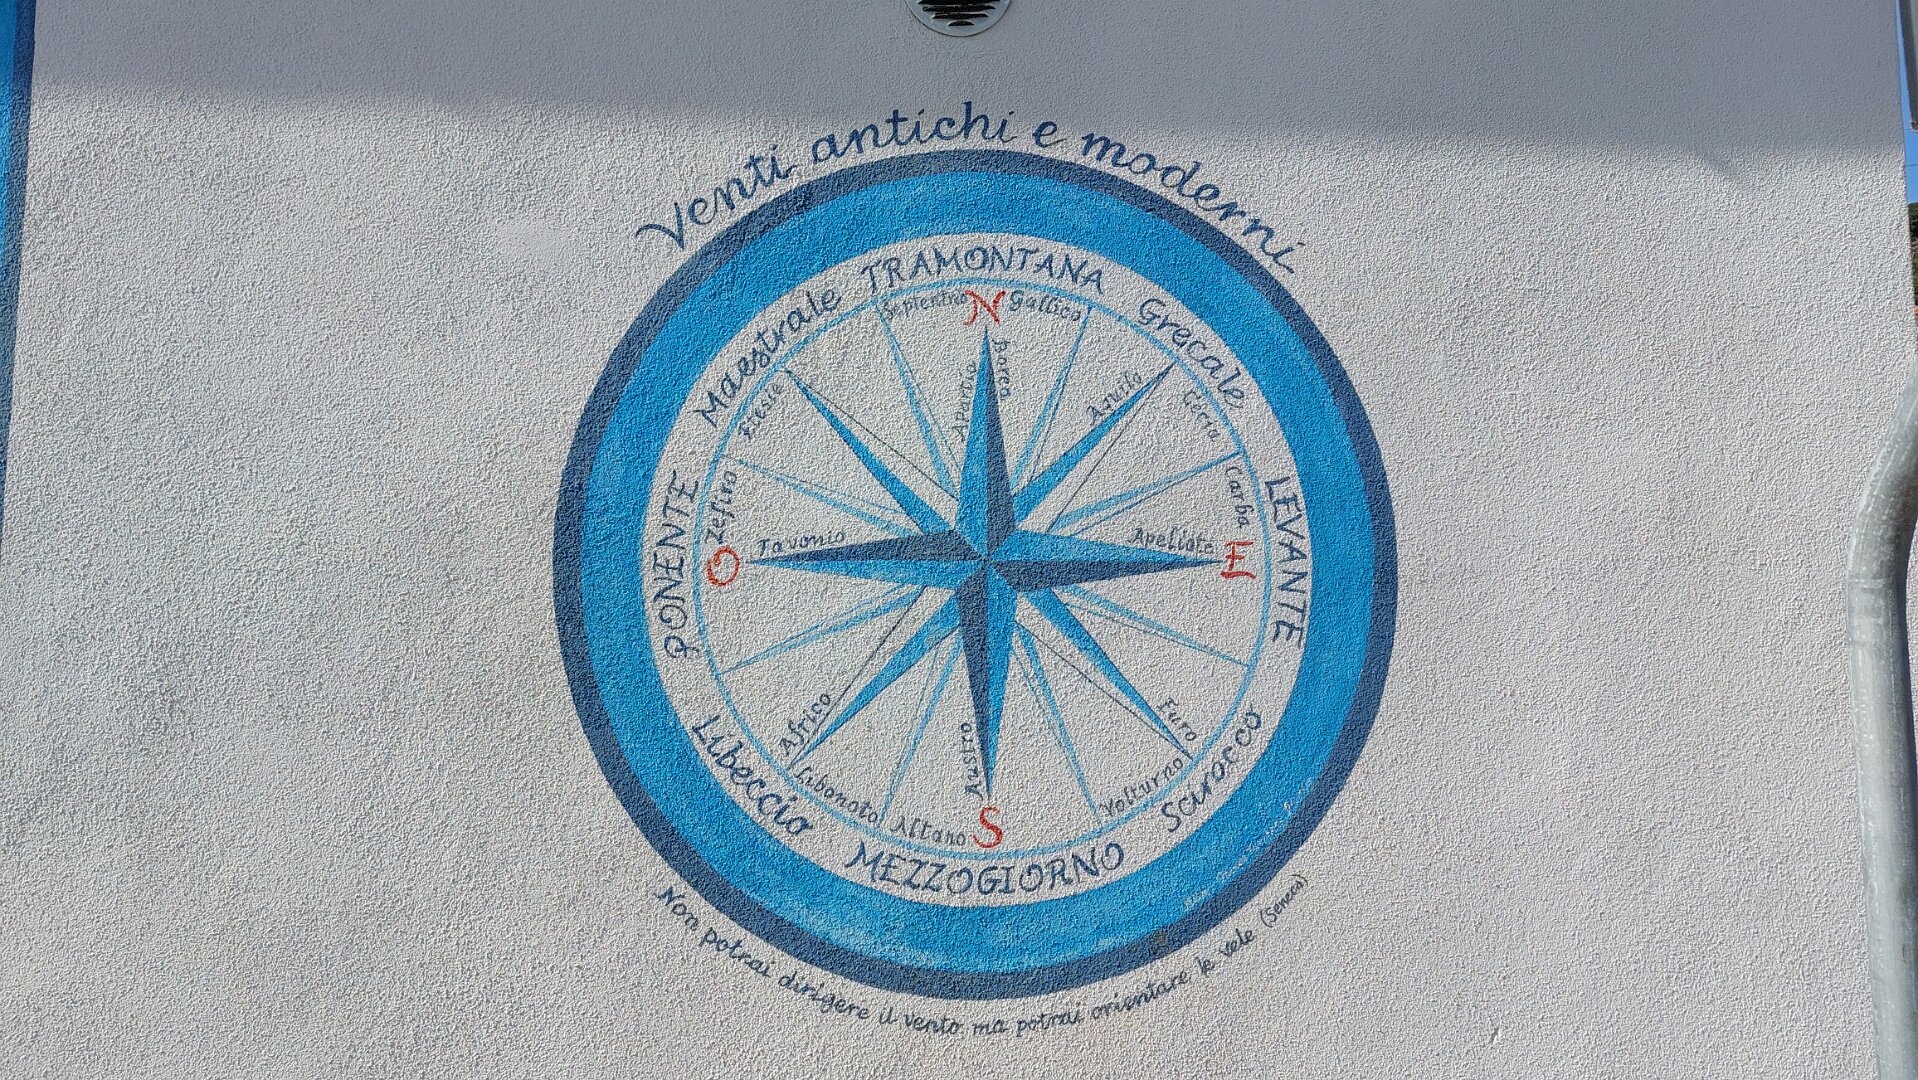 Venti antichi e moderni
TRAMONTANA
Grecale
LEVANTE
Scirocco
MEZZOGIORNO
Libeccio
PONENTE
Maestrale
N
Gallico
Borea
Aquila
Carba
Apeliote
E
Euro
Volturno
S
Austro
Altano
Libonoto
Africo
O
Favonio
Zefiro
Non potrai dirigere il vento ma potrai orientare le vele (Seneca)